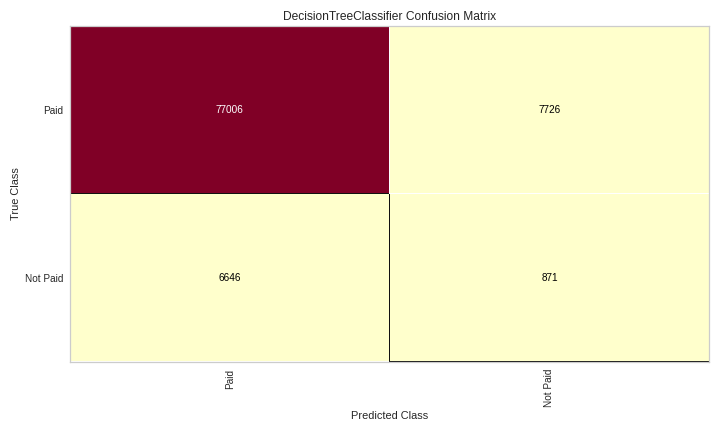 DecisionTreeClassifier Confusion Matrix
True Class
Paid
77006
7726
Not Paid
6646
871
Paid
Not Paid
Predicted Class